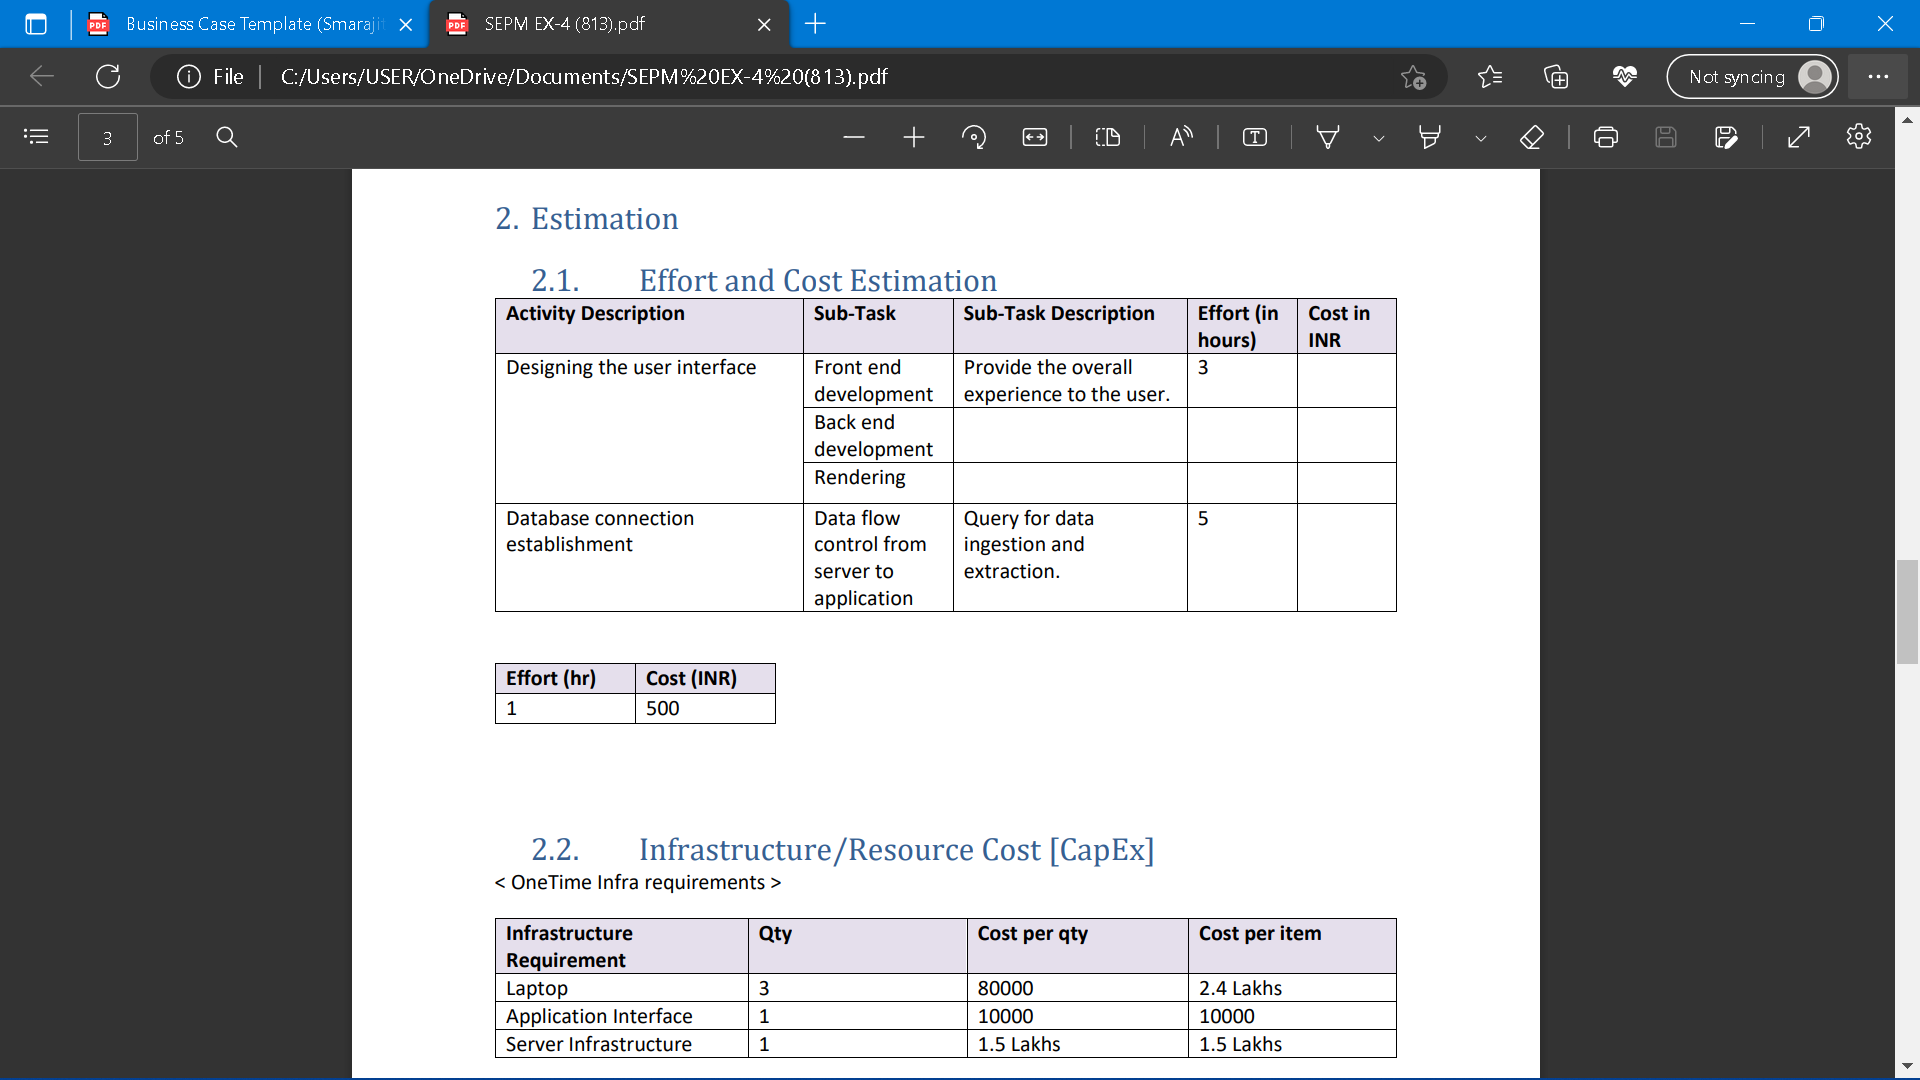 Business Case Template (Smarajit
SEPM EX-4 (813).pdf
File
C:/Users/USER/OneDrive/Documents/SEPM%20EX-4%20(813).pdf
Not syncing
3
of 5
2. Estimation
2.1. Effort and Cost Estimation
Activity Description
Sub-Task
Sub-Task Description
Effort (in
hours)
Cost in
INR
Designing the user interface
Front end
development
Provide the overall
experience to the user.
3
Back end
development
Rendering
Database connection
establishment
Data flow
control from
server to
application
Query for data
ingestion and
extraction.
5
Effort (hr)
Cost (INR)
1
500
2.2. Infrastructure/Resource Cost [CapEx]
< OneTime Infra requirements >
Infrastructure
Requirement
Qty
Cost per qty
Cost per item
Laptop
3
80000
2.4 Lakhs
Application Interface
1
10000
10000
Server Infrastructure
1
1.5 Lakhs
1.5 Lakhs